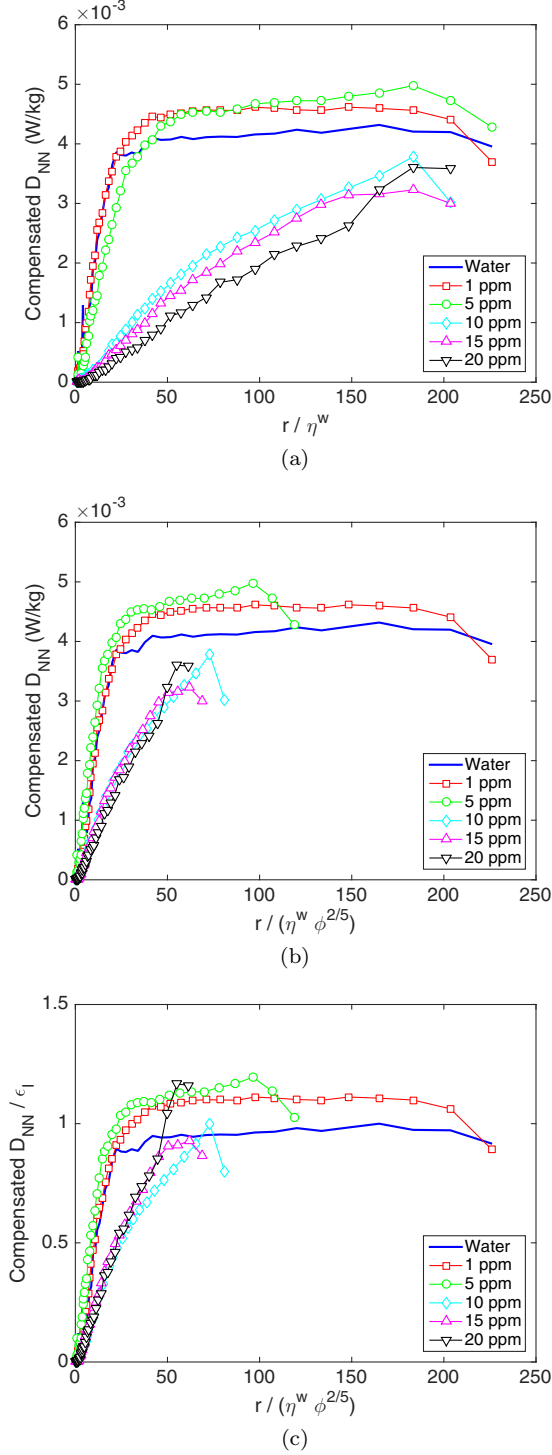 ×10⁻³
6
5
4
3
2
1
0
Compensated D_NN (W/kg)
0 50 100 150 200 250
r / η^w
Water
1 ppm
5 ppm
10 ppm
15 ppm
20 ppm
(a)
×10⁻³
6
5
4
3
2
1
0
Compensated D_NN (W/kg)
0 50 100 150 200 250
r / (η^w ϕ^2/5)
Water
1 ppm
5 ppm
10 ppm
15 ppm
20 ppm
(b)
1.5
1
0.5
0
Compensated D_NN / ϵ_I
0 50 100 150 200 250
r / (η^w ϕ^2/5)
Water
1 ppm
5 ppm
10 ppm
15 ppm
20 ppm
(c)